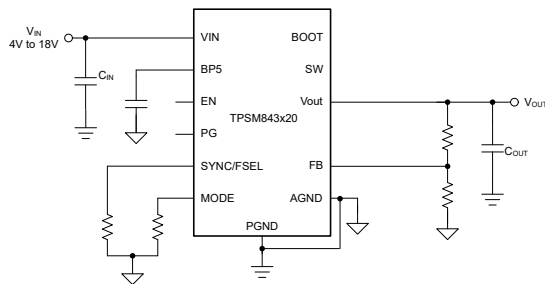 VIN
4V to 18V
CIN
VIN
BOOT
BP5
SW
EN
Vout
VOUT
TPSM843x20
PG
COUT
SYNC/FSEL
FB
MODE
AGND
PGND